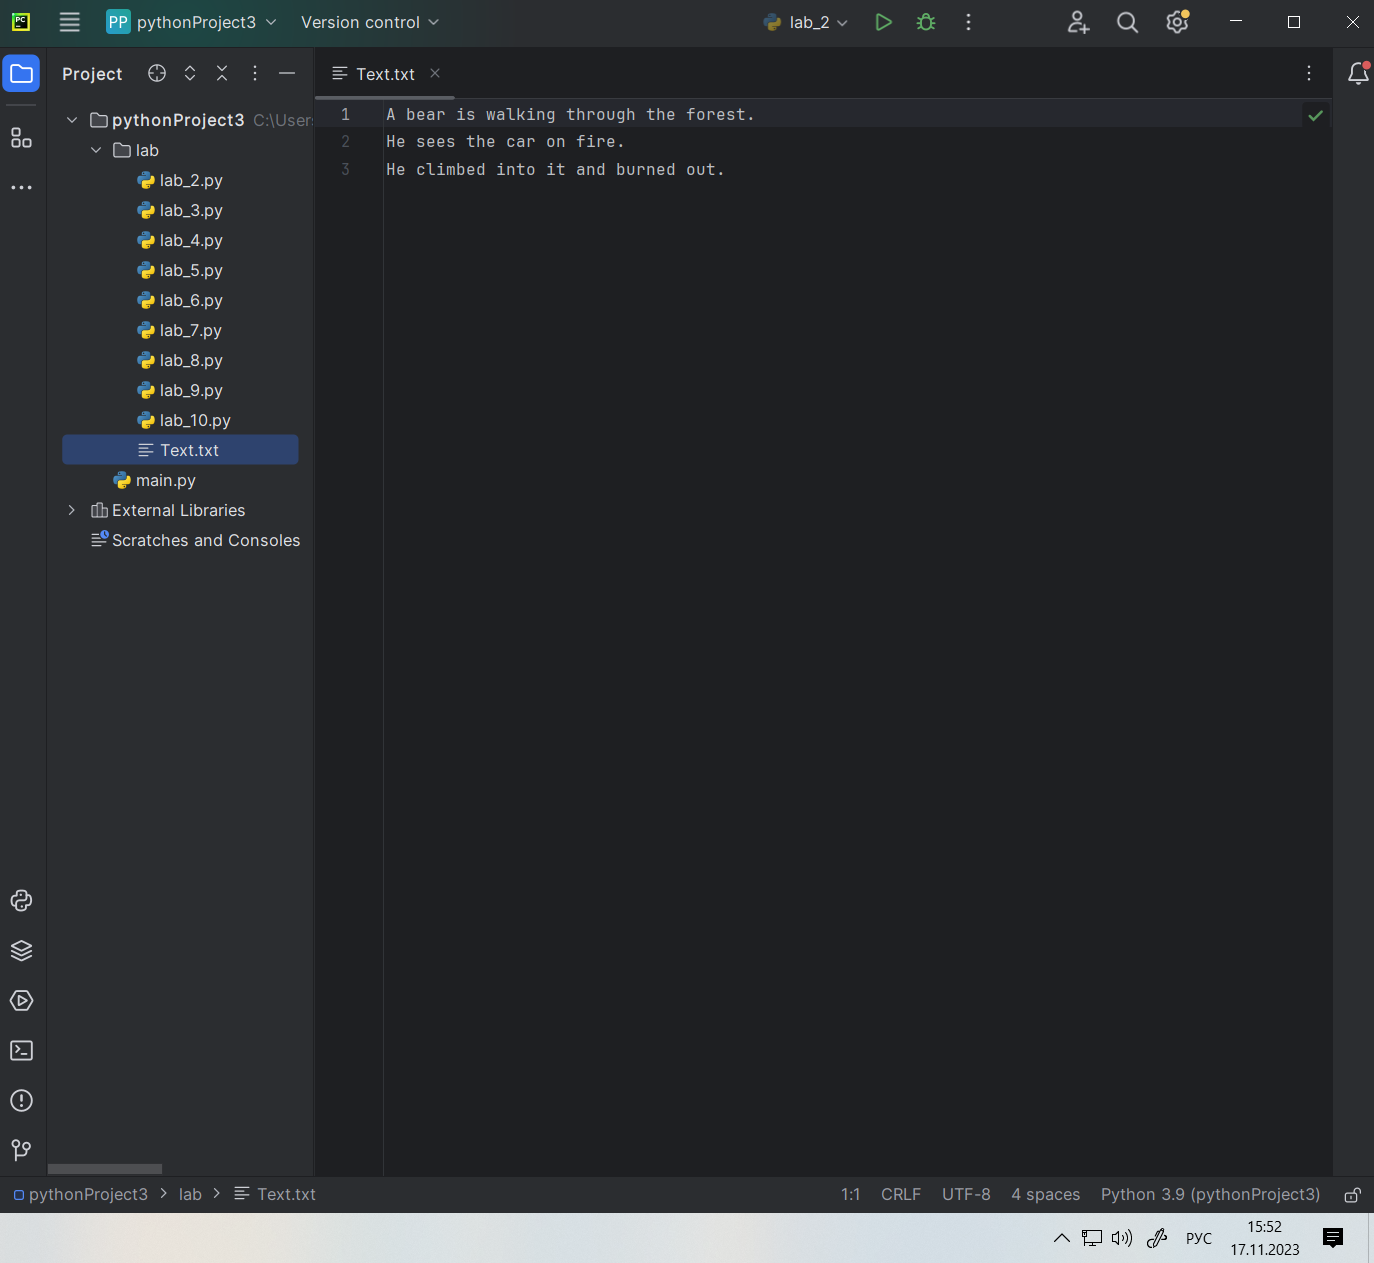 PC
PP pythonProject3 Version control lab_2
Project
Text.txt
pythonProject3 C:\User
lab
lab_2.py
lab_3.py
lab_4.py
lab_5.py
lab_6.py
lab_7.py
lab_8.py
lab_9.py
lab_10.py
Text.txt
main.py
External Libraries
Scratches and Consoles
1 A bear is walking through the forest.
2 He sees the car on fire.
3 He climbed into it and burned out.
pythonProject3 > lab > Text.txt 1:1 CRLF UTF-8 4 spaces Python 3.9 (pythonProject3)
РУС 15:52
17.11.2023